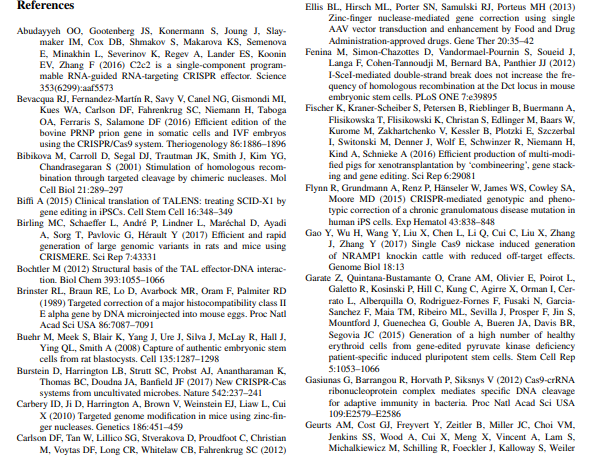 References
Abudayyeh OO, Gootenberg JS, Konermann S, Joung J, Slay-
maker IM, Cox DB, Shmakov S, Makarova KS, Semenova
E, Minakhin L, Severinov K, Regev A, Lander ES, Koonin
EV, Zhang F (2016) C2c2 is a single-component program-
mable RNA-guided RNA-targeting CRISPR effector. Science
353(6299):aaf5573
Bevacqua RJ, Fernandez-Martín R, Savy V, Canel NG, Gismondi MI,
Kues WA, Carlson DF, Fahrenkrug SC, Niemann H, Taboga
OA, Ferraris S, Salamone DF (2016) Efficient edition of the
bovine PRNP prion gene in somatic cells and IVF embryos
using the CRISPR/Cas9 system. Theriogenology 86:1886–1896
Bibikova M, Carroll D, Segal DJ, Trautman JK, Smith J, Kim YG,
Chandrasegaran S (2001) Stimulation of homologous recom-
bination through targeted cleavage by chimeric nucleases. Mol
Cell Biol 21:289–297
Biffi A (2015) Clinical translation of TALENS: treating SCID-X1 by
gene editing in iPSCs. Cell Stem Cell 16:348–349
Birling MC, Schaeffer L, André P, Lindner L, Maréchal D, Ayadi
A, Sorg T, Pavlovic G, Hérault Y (2017) Efficient and rapid
generation of large genomic variants in rats and mice using
CRISMERE. Sci Rep 7:43331
Bochtler M (2012) Structural basis of the TAL effector-DNA interac-
tion. Biol Chem 393:1055–1066
Brinster RL, Braun RE, Lo D, Avarbock MR, Oram F, Palmiter RD
(1989) Targeted correction of a major histocompatibility class II
E alpha gene by DNA microinjected into mouse eggs. Proc Natl
Acad Sci USA 86:7087–7091
Buehr M, Meek S, Blair K, Yang J, Ure J, Silva J, McLay R, Hall J,
Ying QL, Smith A (2008) Capture of authentic embryonic stem
cells from rat blastocysts. Cell 135:1287–1298
Burstein D, Harrington LB, Strutt SC, Probst AJ, Anantharaman K,
Thomas BC, Doudna JA, Banfield JF (2017) New CRISPR-Cas
systems from uncultivated microbes. Nature 542:237–241
Carbery ID, Ji D, Harrington A, Brown V, Weinstein EJ, Liaw L, Cui
X (2010) Targeted genome modification in mice using zinc-fin-
ger nucleases. Genetics 186:451–459
Carlson DF, Tan W, Lillico SG, Stverakova D, Proudfoot C, Christian
M, Voytas DF, Long CR, Whitelaw CB, Fahrenkrug SC (2012)
Ellis BL, Hirsch ML, Porter SN, Samulski RJ, Porteus MH (2013)
Zinc-finger nuclease-mediated gene correction using single
AAV vector transduction and enhancement by Food and Drug
Administration-approved drugs. Gene Ther 20:35–42
Fenina M, Simon-Chazottes D, Vandormael-Pournin S, Soueid J,
Langa F, Cohen-Tannoudji M, Bernard BA, Panthier JJ (2012)
I-SceI-mediated double-strand break does not increase the fre-
quency of homologous recombination at the Dct locus in mouse
embryonic stem cells. PLoS ONE 7:e39895
Fischer K, Kraner-Scheiber S, Petersen B, Rieblinger B, Buermann A,
Flisikowska T, Flisikowski K, Christan S, Edlinger M, Baars W,
Kurome M, Zakhartchenko V, Kessler B, Plotzki E, Szczerbal
I, Switonski M, Denner J, Wolf E, Schwinzer R, Niemann H,
Kind A, Schnieke A (2016) Efficient production of multi-modi-
fied pigs for xenotransplantation by 'combineering', gene stack-
ing and gene editing. Sci Rep 6:29081
Flynn R, Grundmann A, Renz P, Hänseler W, James WS, Cowley SA,
Moore MD (2015) CRISPR-mediated genotypic and pheno-
typic correction of a chronic granulomatous disease mutation in
human iPS cells. Exp Hematol 43:838–848
Gao Y, Wu H, Wang Y, Liu X, Chen L, Li Q, Cui C, Liu X, Zhang
J, Zhang Y (2017) Single Cas9 nickase induced generation
of NRAMP1 knockin cattle with reduced off-target effects.
Genome Biol 18:13
Garate Z, Quintana-Bustamante O, Crane AM, Olivier E, Poirot L,
Galetto R, Kosinski P, Hill C, Kung C, Agirre X, Orman I, Cer-
rato L, Alberquilla O, Rodriguez-Fornes F, Fusaki N, Garcia-
Sanchez F, Maia TM, Ribeiro ML, Sevilla J, Prosper F, Jin S,
Mountford J, Guenechea G, Gouble A, Bueren JA, Davis BR,
Segovia JC (2015) Generation of a high number of healthy
erythroid cells from gene-edited pyruvate kinase deficiency
patient-specific induced pluripotent stem cells. Stem Cell Rep
5:1053–1066
Gasiunas G, Barrangou R, Horvath P, Siksnys V (2012) Cas9-crRNA
ribonucleoprotein complex mediates specific DNA cleavage
for adaptive immunity in bacteria. Proc Natl Acad Sci USA
109:E2579–E2586
Geurts AM, Cost GJ, Freyvert Y, Zeitler B, Miller JC, Choi VM,
Jenkins SS, Wood A, Cui X, Meng X, Vincent A, Lam S,
Michalkiewicz M, Schilling R, Foeckler J, Kalloway S, Weiler